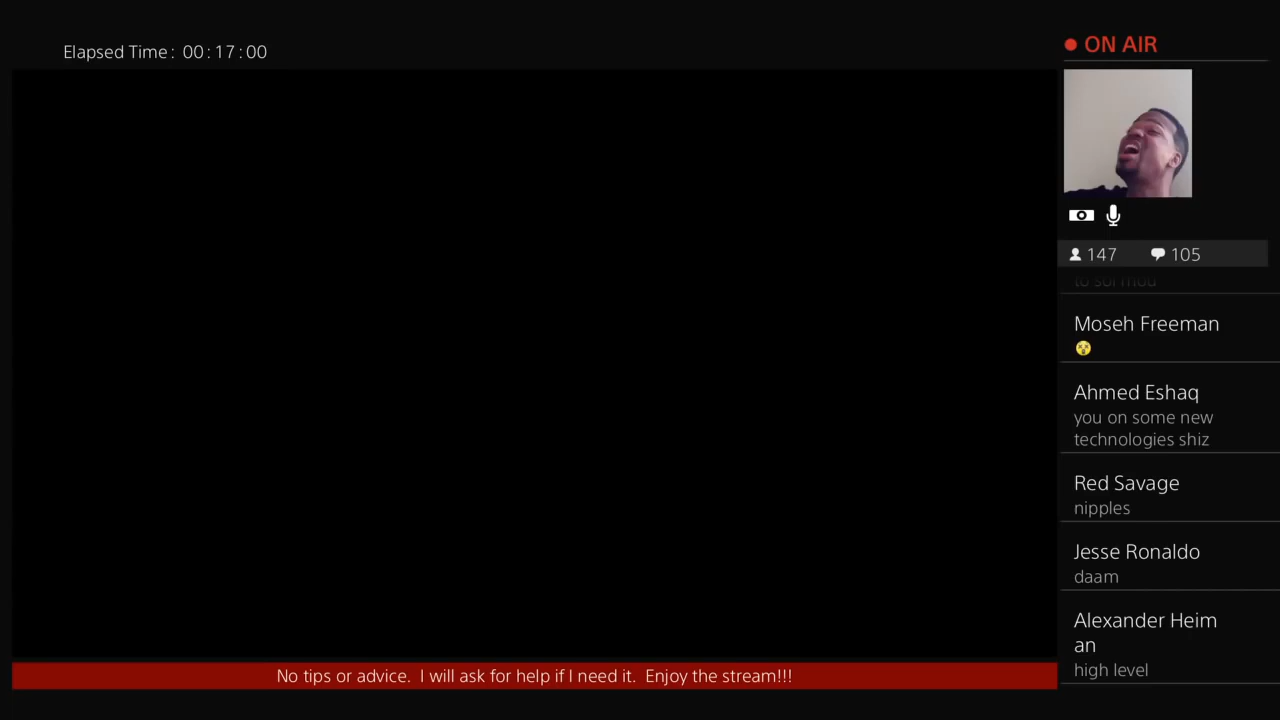 Elapsed Time: 00:17:00
ON AIR
147 105
Moseh Freeman
Ahmed Eshaq
you on some new
technologies shiz
Red Savage
nipples
Jesse Ronaldo
daam
Alexander Heim
an
high level
No tips or advice. I will ask for help if I need it. Enjoy the stream!!!